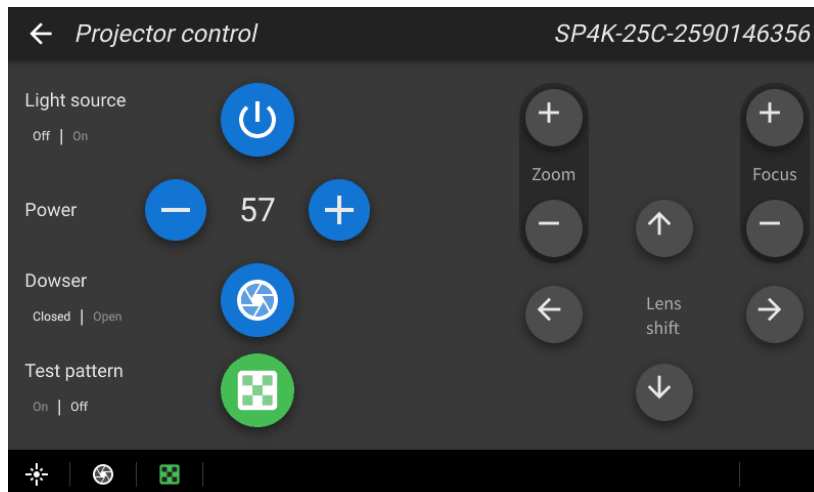 Projector control
SP4K-25C-2590146356
Light source
Off | On
Power
57
Dowser
Closed | Open
Test pattern
On | Off
Zoom
Focus
Lens
shift